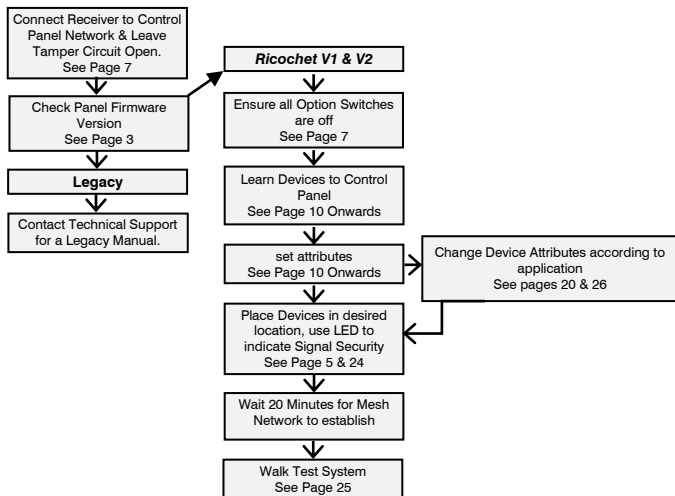 Connect Receiver to Control
Panel Network & Leave
Tamper Circuit Open.
See Page 7
Check Panel Firmware
Version
See Page 3
Legacy
Contact Technical Support
for a Legacy Manual.
Ricochet V1 & V2
Ensure all Option Switches
are off
See Page 7
Learn Devices to Control
Panel
See Page 10 Onwards
set attributes
See Page 10 Onwards
Change Device Attributes according to
application
See pages 20 & 26
Place Devices in desired
location, use LED to
indicate Signal Security
See Page 5 & 24
Wait 20 Minutes for Mesh
Network to establish
Walk Test System
See Page 25